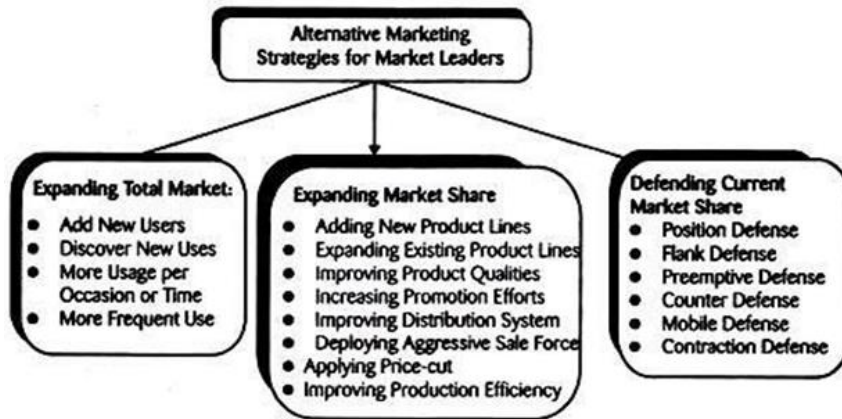 Alternative Marketing
Strategies for Market Leaders
Expanding Total Market:
● Add New Users
● Discover New Uses
● More Usage per
Occasion or Time
● More Frequent Use
Expanding Market Share
● Adding New Product Lines
● Expanding Existing Product Lines
● Improving Product Qualities
● Increasing Promotion Efforts
● Improving Distribution System
● Deploying Aggressive Sale Force
● Applying Price-cut
● Improving Production Efficiency
Defending Current
Market Share
● Position Defense
● Flank Defense
● Preemptive Defense
● Counter Defense
● Mobile Defense
● Contraction Defense